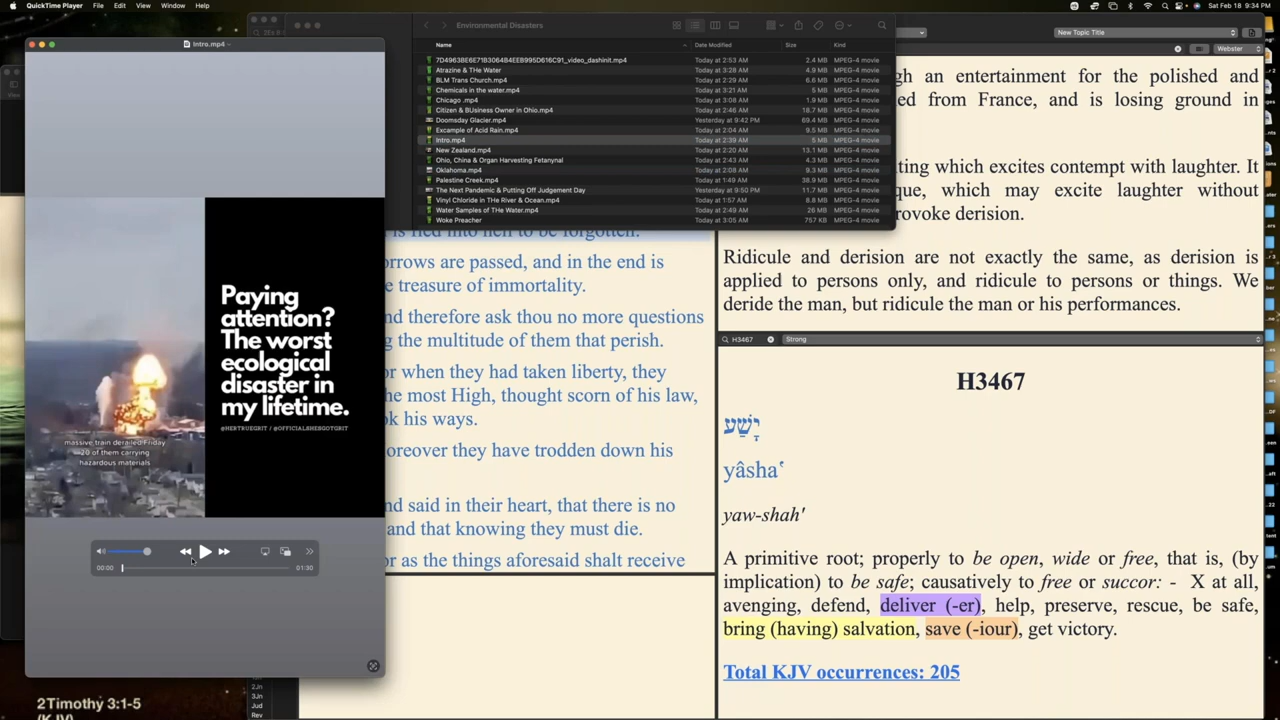 QuickTime Player File Edit View Window Help
Sat Feb 18 9:34 PM
Intro.mp4
Environmental Disasters
New Topic Title
Webster
Name Date Modified Size Kind
7D49638E6E71B3064B4EEEB95C6C91_video_dashinit.mp4 Today at 2:53 AM 2.4 MB MPEG-4 movie
Atrazine & THe Water Today at 3:28 AM 4.9 MB MPEG-4 movie
BLM Trans Church.mp4 Today at 2:29 AM 6.6 MB MPEG-4 movie
Chemicals in the water.mp4 Today at 3:21 AM 5 MB MPEG-4 movie
Chicago .mp4 Today at 3:08 AM 1.9 MB MPEG-4 movie
Citizen & BUsiness Owner in Ohio.mp4 Today at 2:46 AM 18.7 MB MPEG-4 movie
Doomsday Glacier.mp4 Yesterday at 9:42 PM 69.4 MB MPEG-4 movie
Excample of Acid Rain.mp4 Today at 2:04 AM 9.5 MB MPEG-4 movie
Intro.mp4 Today at 2:39 AM 5 MB MPEG-4 movie
New Zealand.mp4 Today at 2:20 AM 13.1 MB MPEG-4 movie
Ohio, China & Organ Harvesting Fetanynal Today at 2:43 AM 4.3 MB MPEG-4 movie
Oklahoma.mp4 Today at 2:08 AM 9.3 MB MPEG-4 movie
Palestine Creek.mp4 Today at 1:49 AM 38.9 MB MPEG-4 movie
The Next Pandemic & Putting Off Judgement Day Yesterday at 9:50 PM 11.7 MB MPEG-4 movie
Vinyl Chloride in THe River & Ocean.mp4 Today at 1:57 AM 8.8 MB MPEG-4 movie
Water Samples of THe Water.mp4 Today at 2:49 AM 26 MB MPEG-4 movie
Woke Preacher Today at 3:05 AM 757 KB MPEG-4 movie
Paying
attention?
The worst
ecological
disaster in
my lifetime.
@HERTRUEGRIT / @OFFICIALSHESGOTGRIT
massive train derailed Friday
20 of them carrying
hazardous materials
00:00 01:30
is fled into hell to be forgotten.
orrows are passed, and in the end is
e treasure of immortality.
nd therefore ask thou no more questions
g the multitude of them that perish.
or when they had taken liberty, they
he most High, thought scorn of his law,
ok his ways.
oreover they have trodden down his
nd said in their heart, that there is no
and that knowing they must die.
or as the things aforesaid shalt receive
gh an entertainment for the polished and
ed from France, and is losing ground in
ting which excites contempt with laughter. It
que, which may excite laughter without
rovoke derision.
Ridicule and derision are not exactly the same, as derision is
applied to persons only, and ridicule to persons or things. We
deride the man, but ridicule the man or his performances.
H3467 Strong
H3467
יָשַׁע
yâsha‛
yaw-shah'
A primitive root; properly to be open, wide or free, that is, (by
implication) to be safe; causatively to free or succor: - X at all,
avenging, defend, deliver (-er), help, preserve, rescue, be safe,
bring (having) salvation, save (-iour), get victory.
Total KJV occurrences: 205
2Timothy 3:1-5
(KJV)
2Jn
3Jn
Jud
Rev